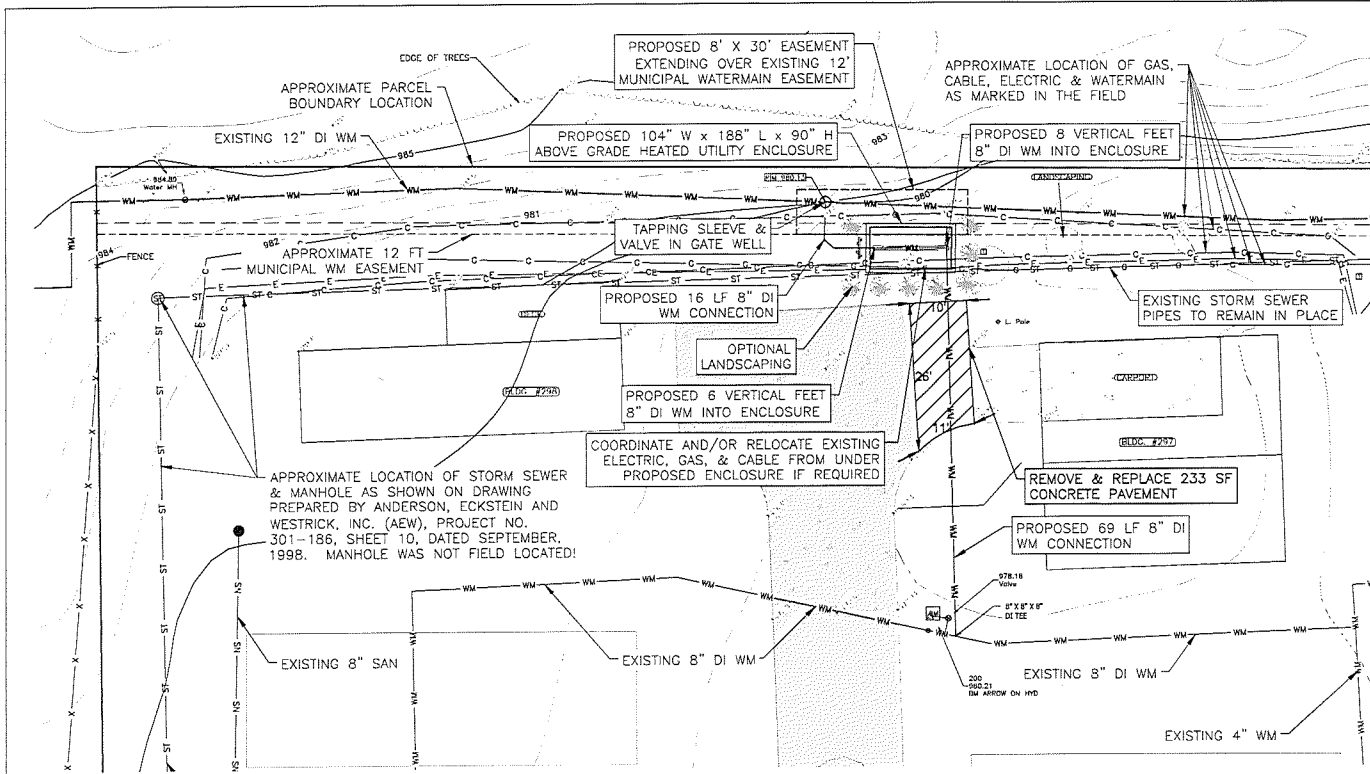 PROPOSED 8' X 30' EASEMENT
EXTENDING OVER EXISTING 12'
MUNICIPAL WATERMAIN EASEMENT
EDGE OF TREES
APPROXIMATE LOCATION OF GAS,
CABLE, ELECTRIC & WATERMAIN
AS MARKED IN THE FIELD
APPROXIMATE PARCEL
BOUNDARY LOCATION
EXISTING 12" DI WM
PROPOSED 104" W x 188" L x 90" H
ABOVE GRADE HEATED UTILITY ENCLOSURE
PROPOSED 8 VERTICAL FEET
8" DI WM INTO ENCLOSURE
985
983
984.80
Water MH
RIM 980.13
980
LANDSCAPING
981
982
984
FENCE
APPROXIMATE 12 FT
MUNICIPAL WM EASEMENT
TAPPING SLEEVE &
VALVE IN GATE WELL
PROPOSED 16 LF 8" DI
WM CONNECTION
EXISTING STORM SEWER
PIPES TO REMAIN IN PLACE
10'
L. Pole
DECK
OPTIONAL
LANDSCAPING
26'
11'
CARPORT
BLDG. #298
PROPOSED 6 VERTICAL FEET
8" DI WM INTO ENCLOSURE
BLDG. #297
COORDINATE AND/OR RELOCATE EXISTING
ELECTRIC, GAS, & CABLE FROM UNDER
PROPOSED ENCLOSURE IF REQUIRED
REMOVE & REPLACE 233 SF
CONCRETE PAVEMENT
APPROXIMATE LOCATION OF STORM SEWER
& MANHOLE AS SHOWN ON DRAWING
PREPARED BY ANDERSON, ECKSTEIN AND
WESTRICK, INC. (AEW), PROJECT NO.
301-186, SHEET 10, DATED SEPTEMBER,
1998. MANHOLE WAS NOT FIELD LOCATED!
PROPOSED 69 LF 8" DI
WM CONNECTION
978.18
Valve
8" X 8" X 8"
DI TEE
EXISTING 8" SAN
EXISTING 8" DI WM
EXISTING 8" DI WM
200
980.21
BM ARROW ON HYD
EXISTING 4" WM